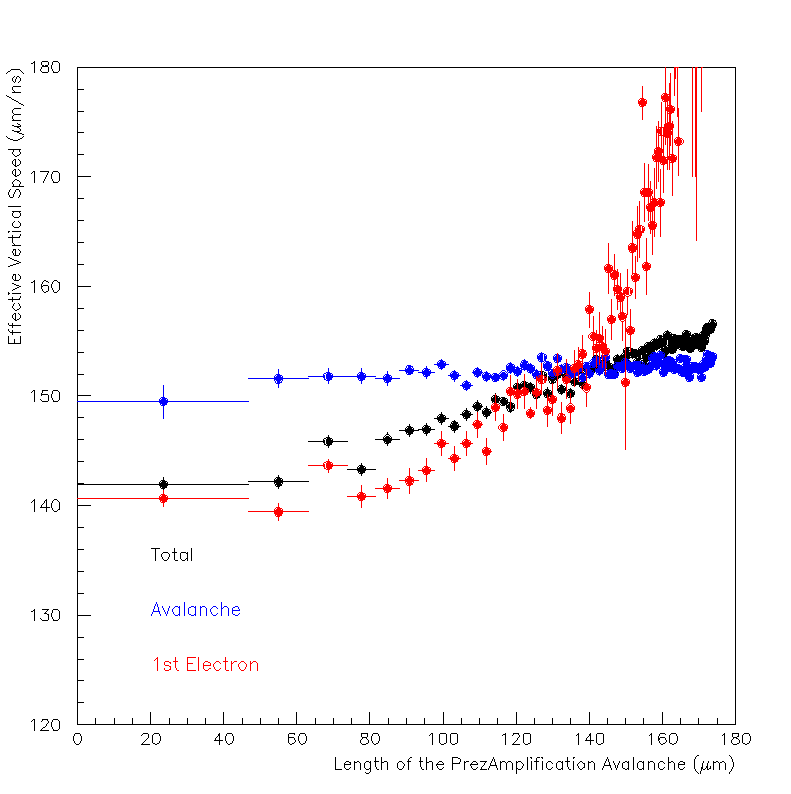 Effective Vertical Speed (μm/ns)
180
170
160
150
140
130
120
Total
Avalanche
1st Electron
0 20 40 60 80 100 120 140 160 180
Length of the PrezAmplification Avalanche (μm)